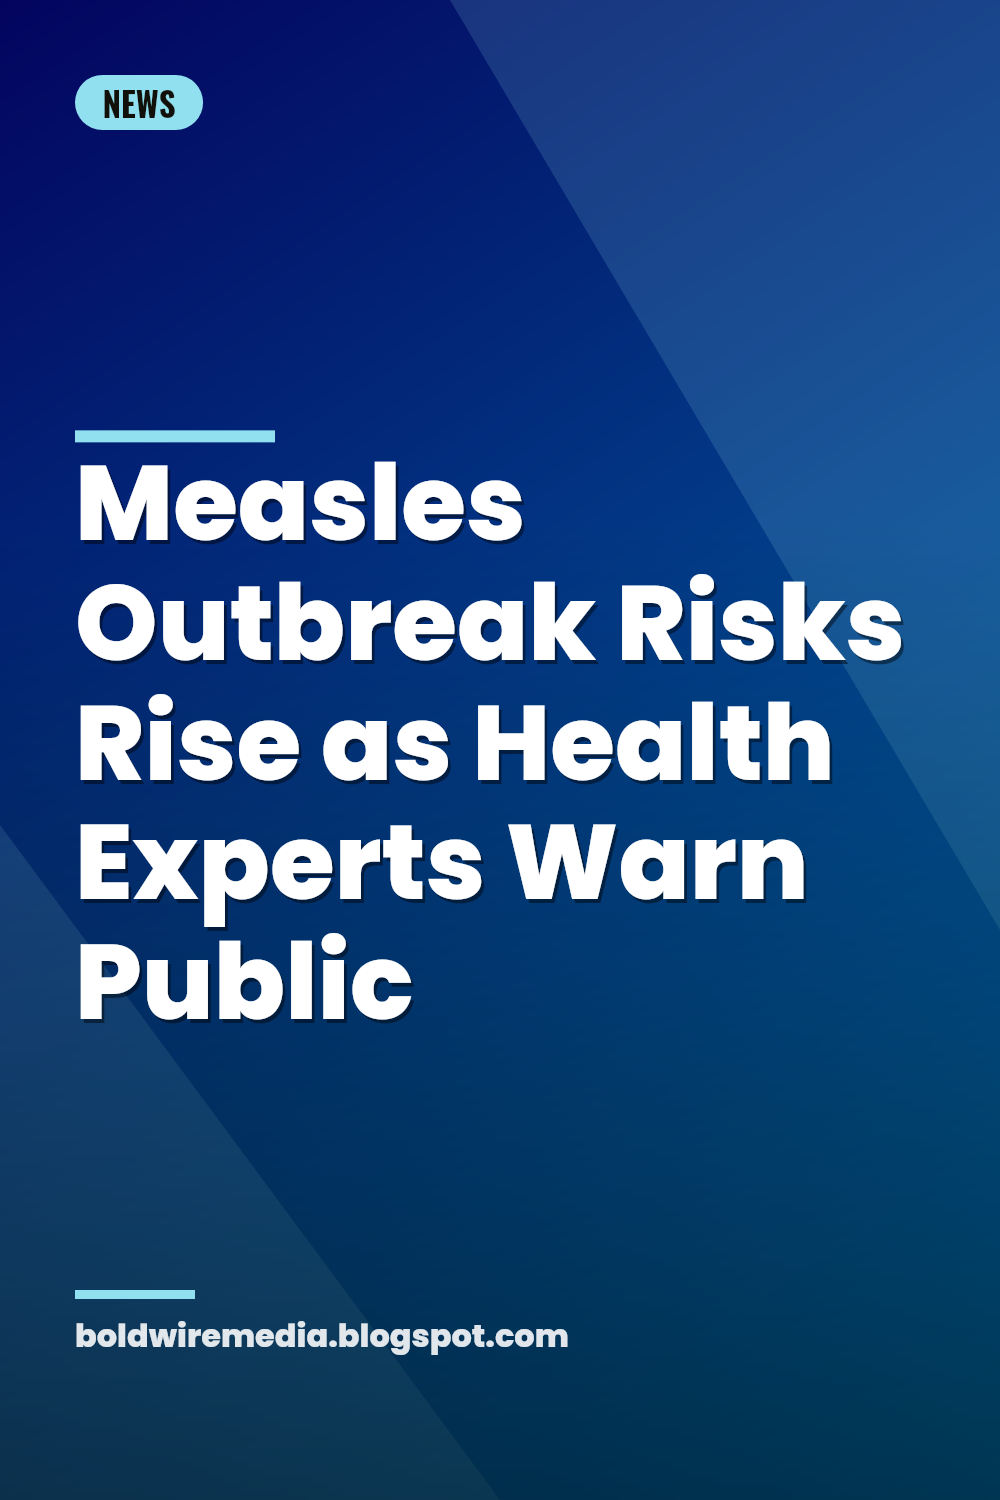 NEWS
Measles
Outbreak Risks
Rise as Health
Experts Warn
Public
boldwiremedia.blogspot.com